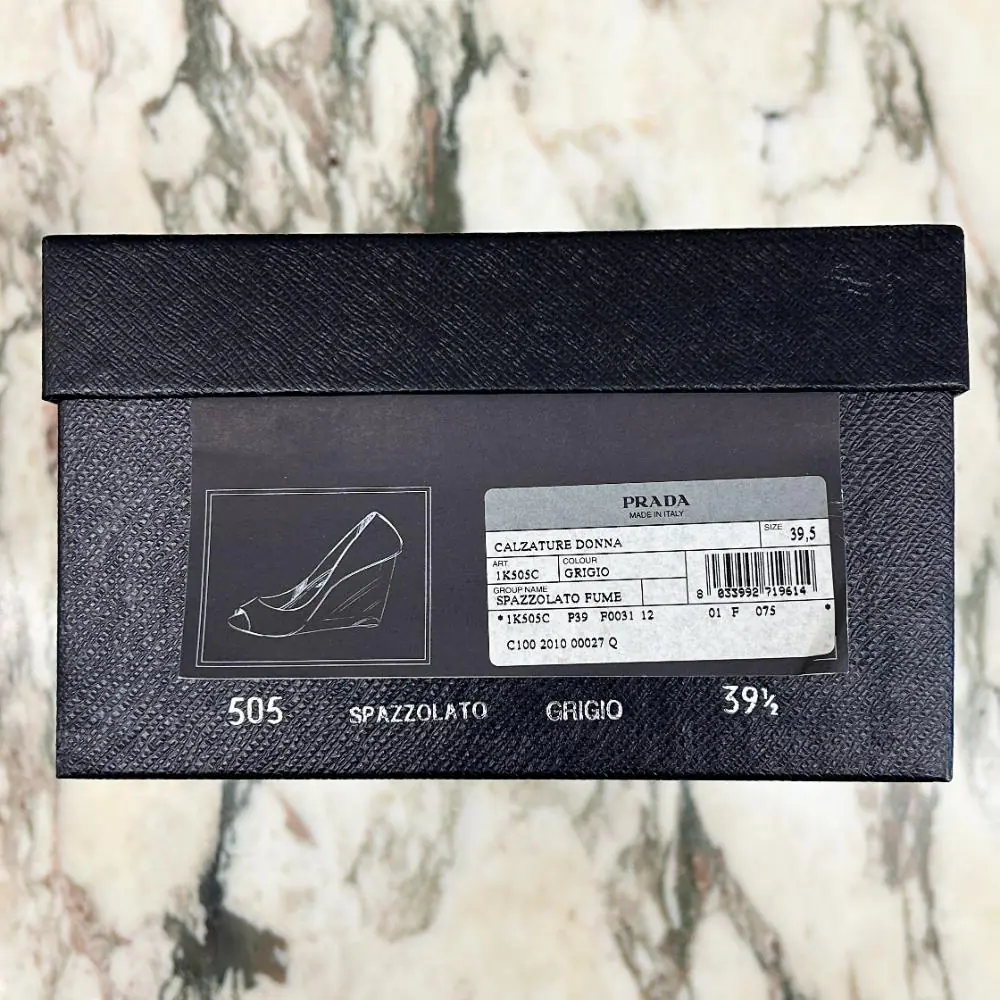 PRADA
MADE IN ITALY
CALZATURE DONNA
SIZE 39,5
ART. 1K505C COLOUR GRIGIO
GROUP NAME
SPAZZOLATO FUME
8 033992 719614
*1K505C P39 F0031 12 01 F 075 *
C100 2010 00027 Q
505 SPAZZOLATO GRIGIO 39½